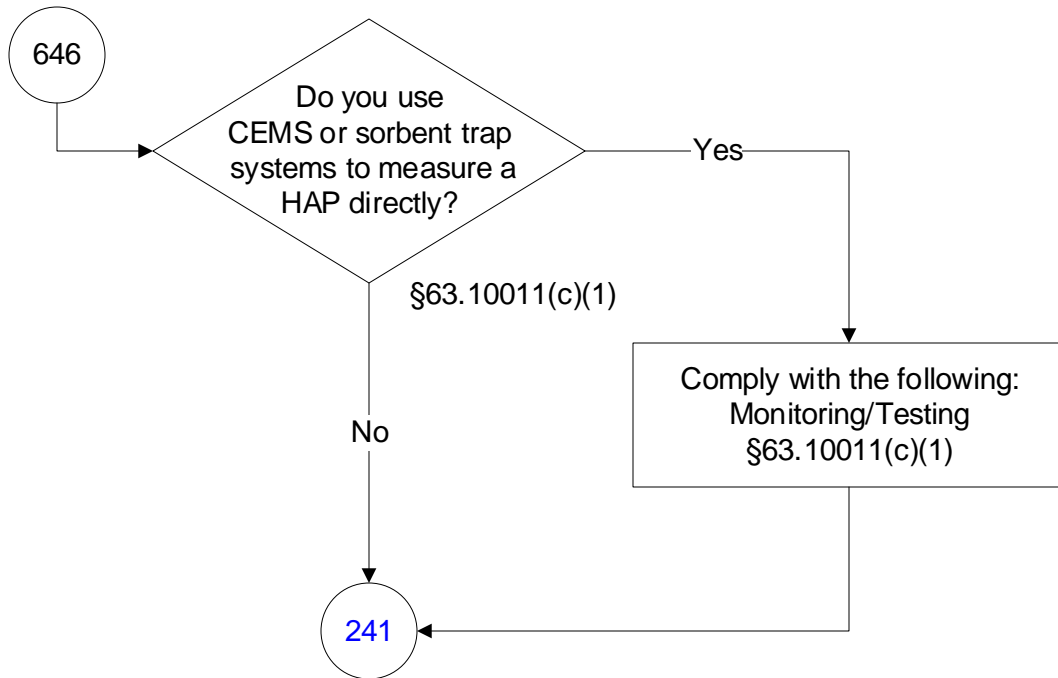 646
Do you use
CEMS or sorbent trap
systems to measure a
HAP directly?
Yes
§63.10011(c)(1)
Comply with the following:
Monitoring/Testing
§63.10011(c)(1)
No
241